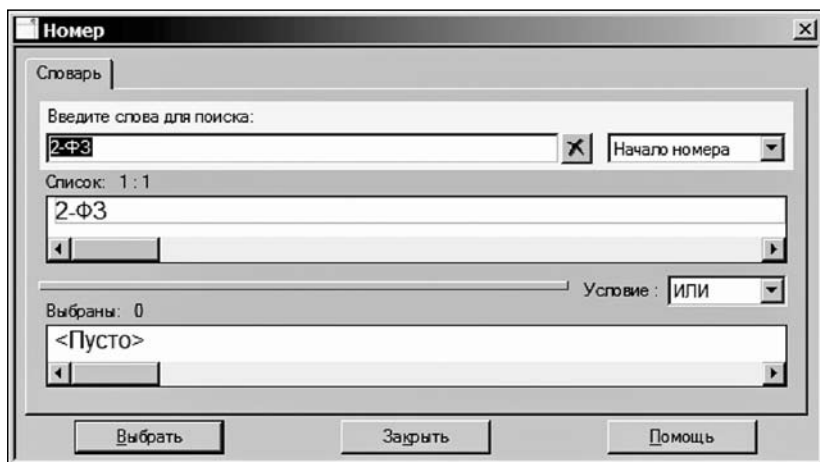 Номер
Словарь
Введите слова для поиска:
2-ФЗ Начало номера
Список: 1 : 1
2-ФЗ
Условие : ИЛИ
Выбраны: 0
<Пусто>
Выбрать Закрыть Помощь